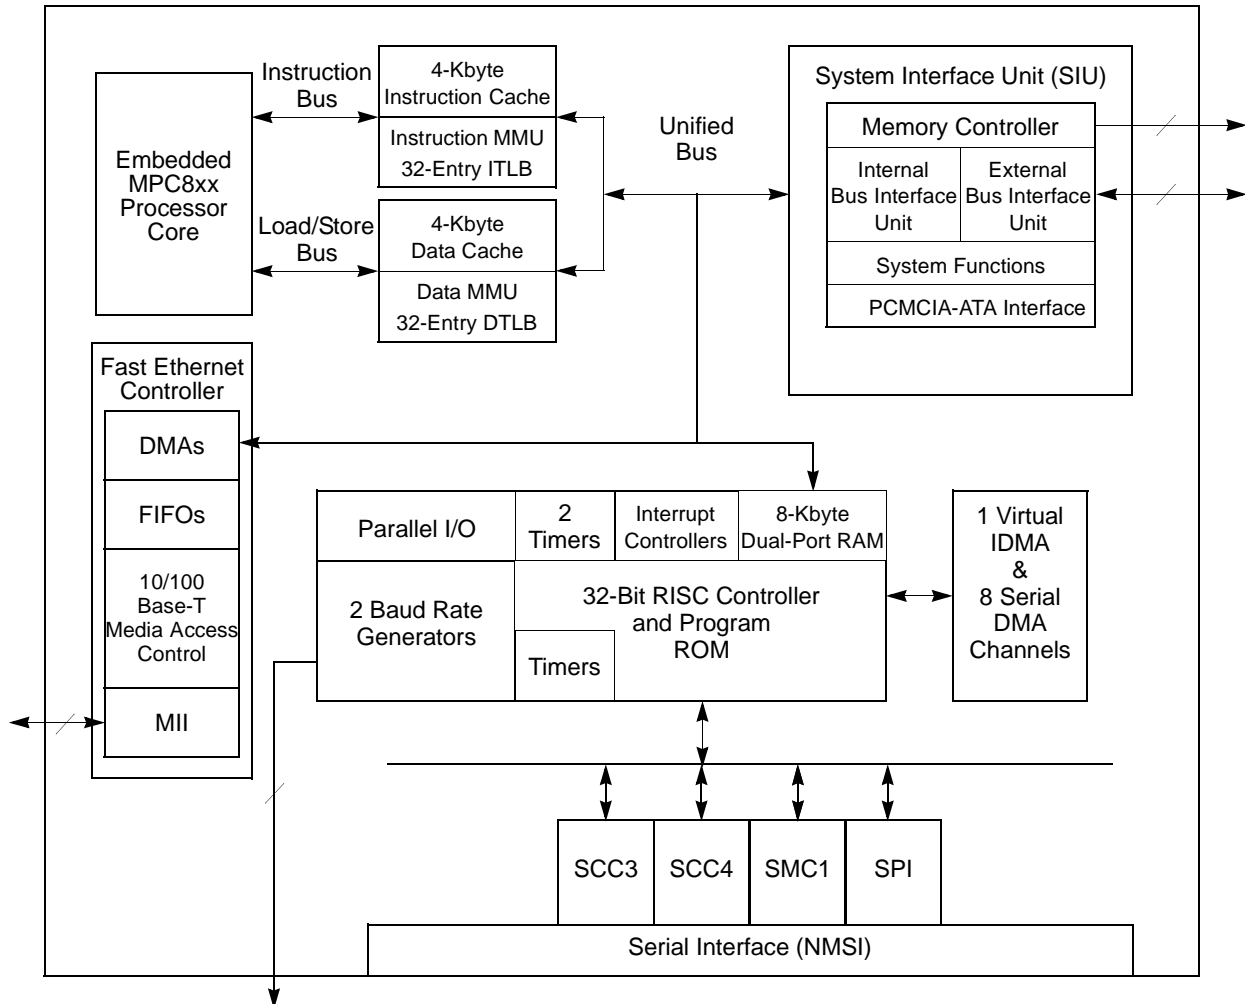 Embedded
MPC8xx
Processor
Core
Instruction
Bus
Load/Store
Bus
4-Kbyte
Instruction Cache
Instruction MMU
32-Entry ITLB
4-Kbyte
Data Cache
Data MMU
32-Entry DTLB
Unified
Bus
System Interface Unit (SIU)
Memory Controller
Internal
Bus Interface
Unit
External
Bus Interface
Unit
System Functions
PCMCIA-ATA Interface
Fast Ethernet
Controller
DMAs
FIFOs
10/100
Base-T
Media Access
Control
MII
Parallel I/O
2
Timers
Interrupt
Controllers
8-Kbyte
Dual-Port RAM
2 Baud Rate
Generators
32-Bit RISC Controller
and Program
ROM
Timers
1 Virtual
IDMA
&
8 Serial
DMA
Channels
SCC3
SCC4
SMC1
SPI
Serial Interface (NMSI)